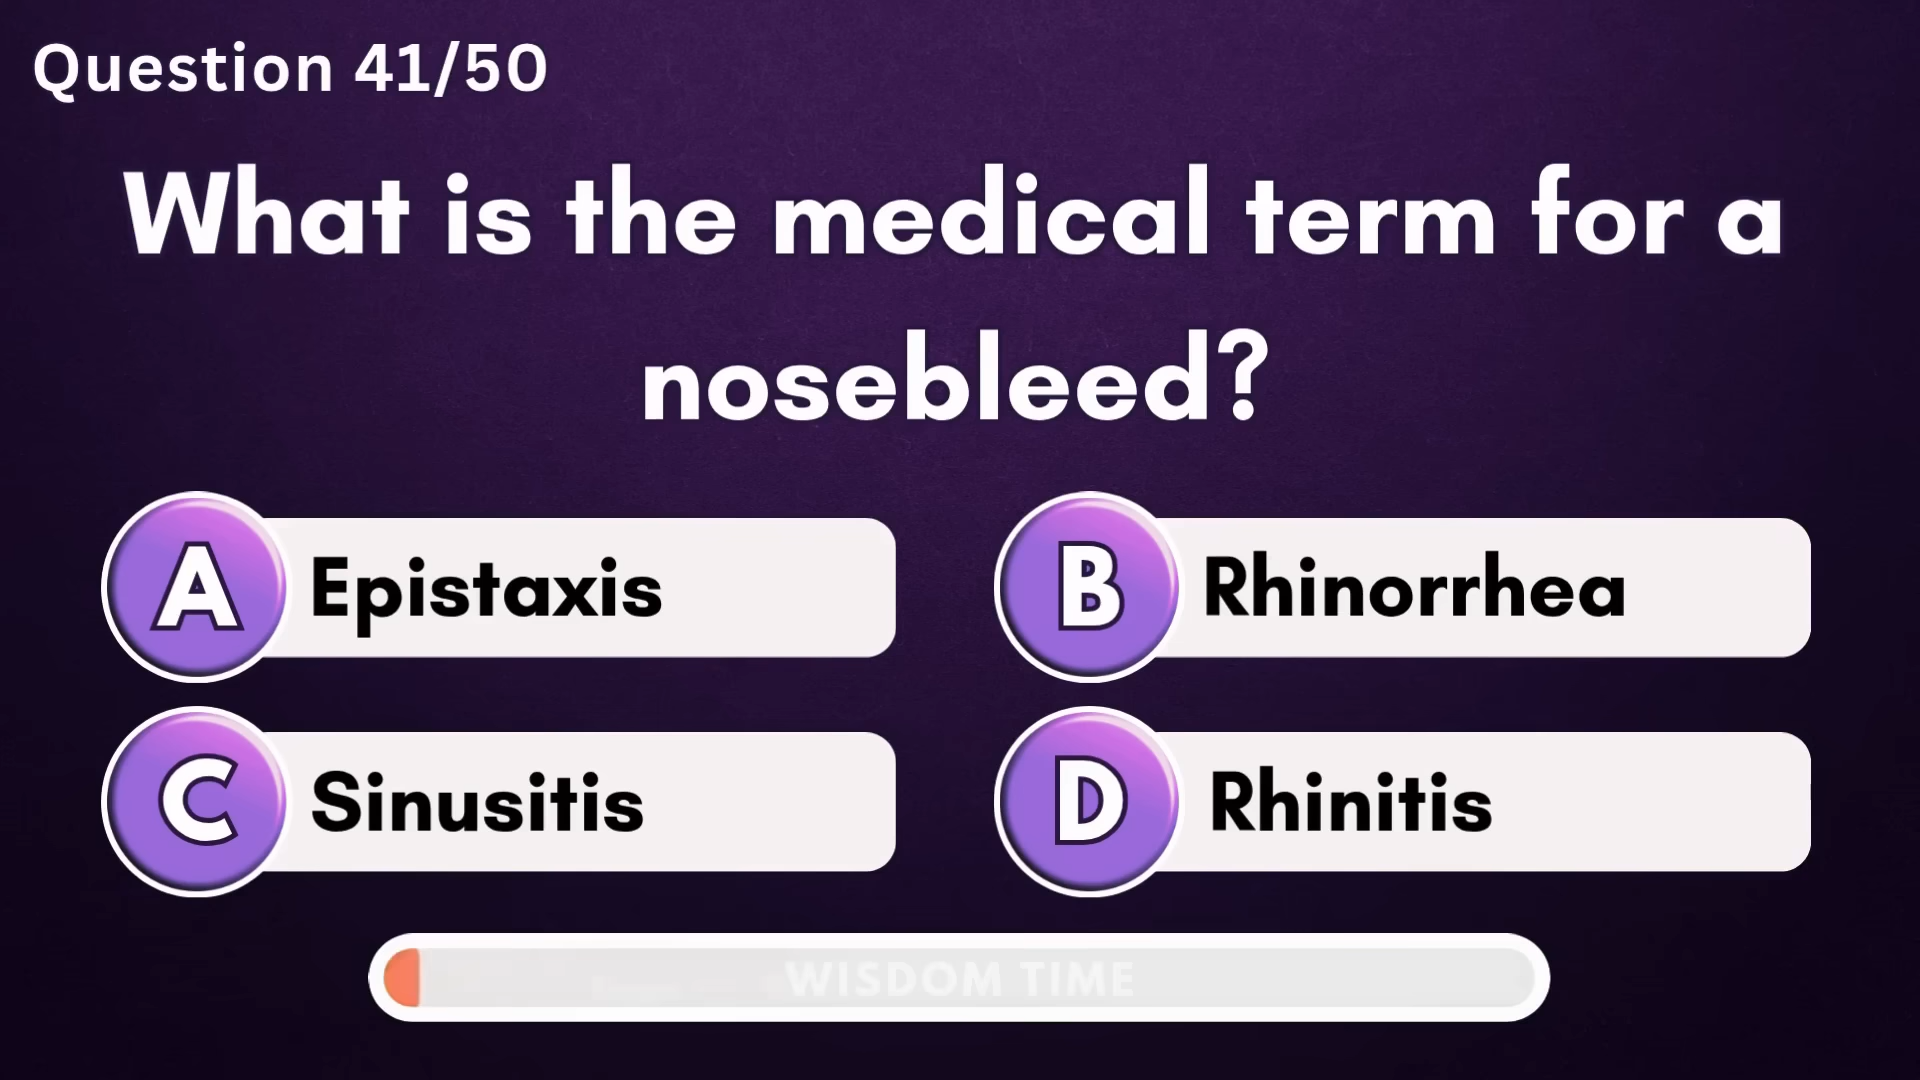 Question 41/50
What is the medical term for a
nosebleed?
A Epistaxis
B Rhinorrhea
C Sinusitis
D Rhinitis
WISDOM TIME